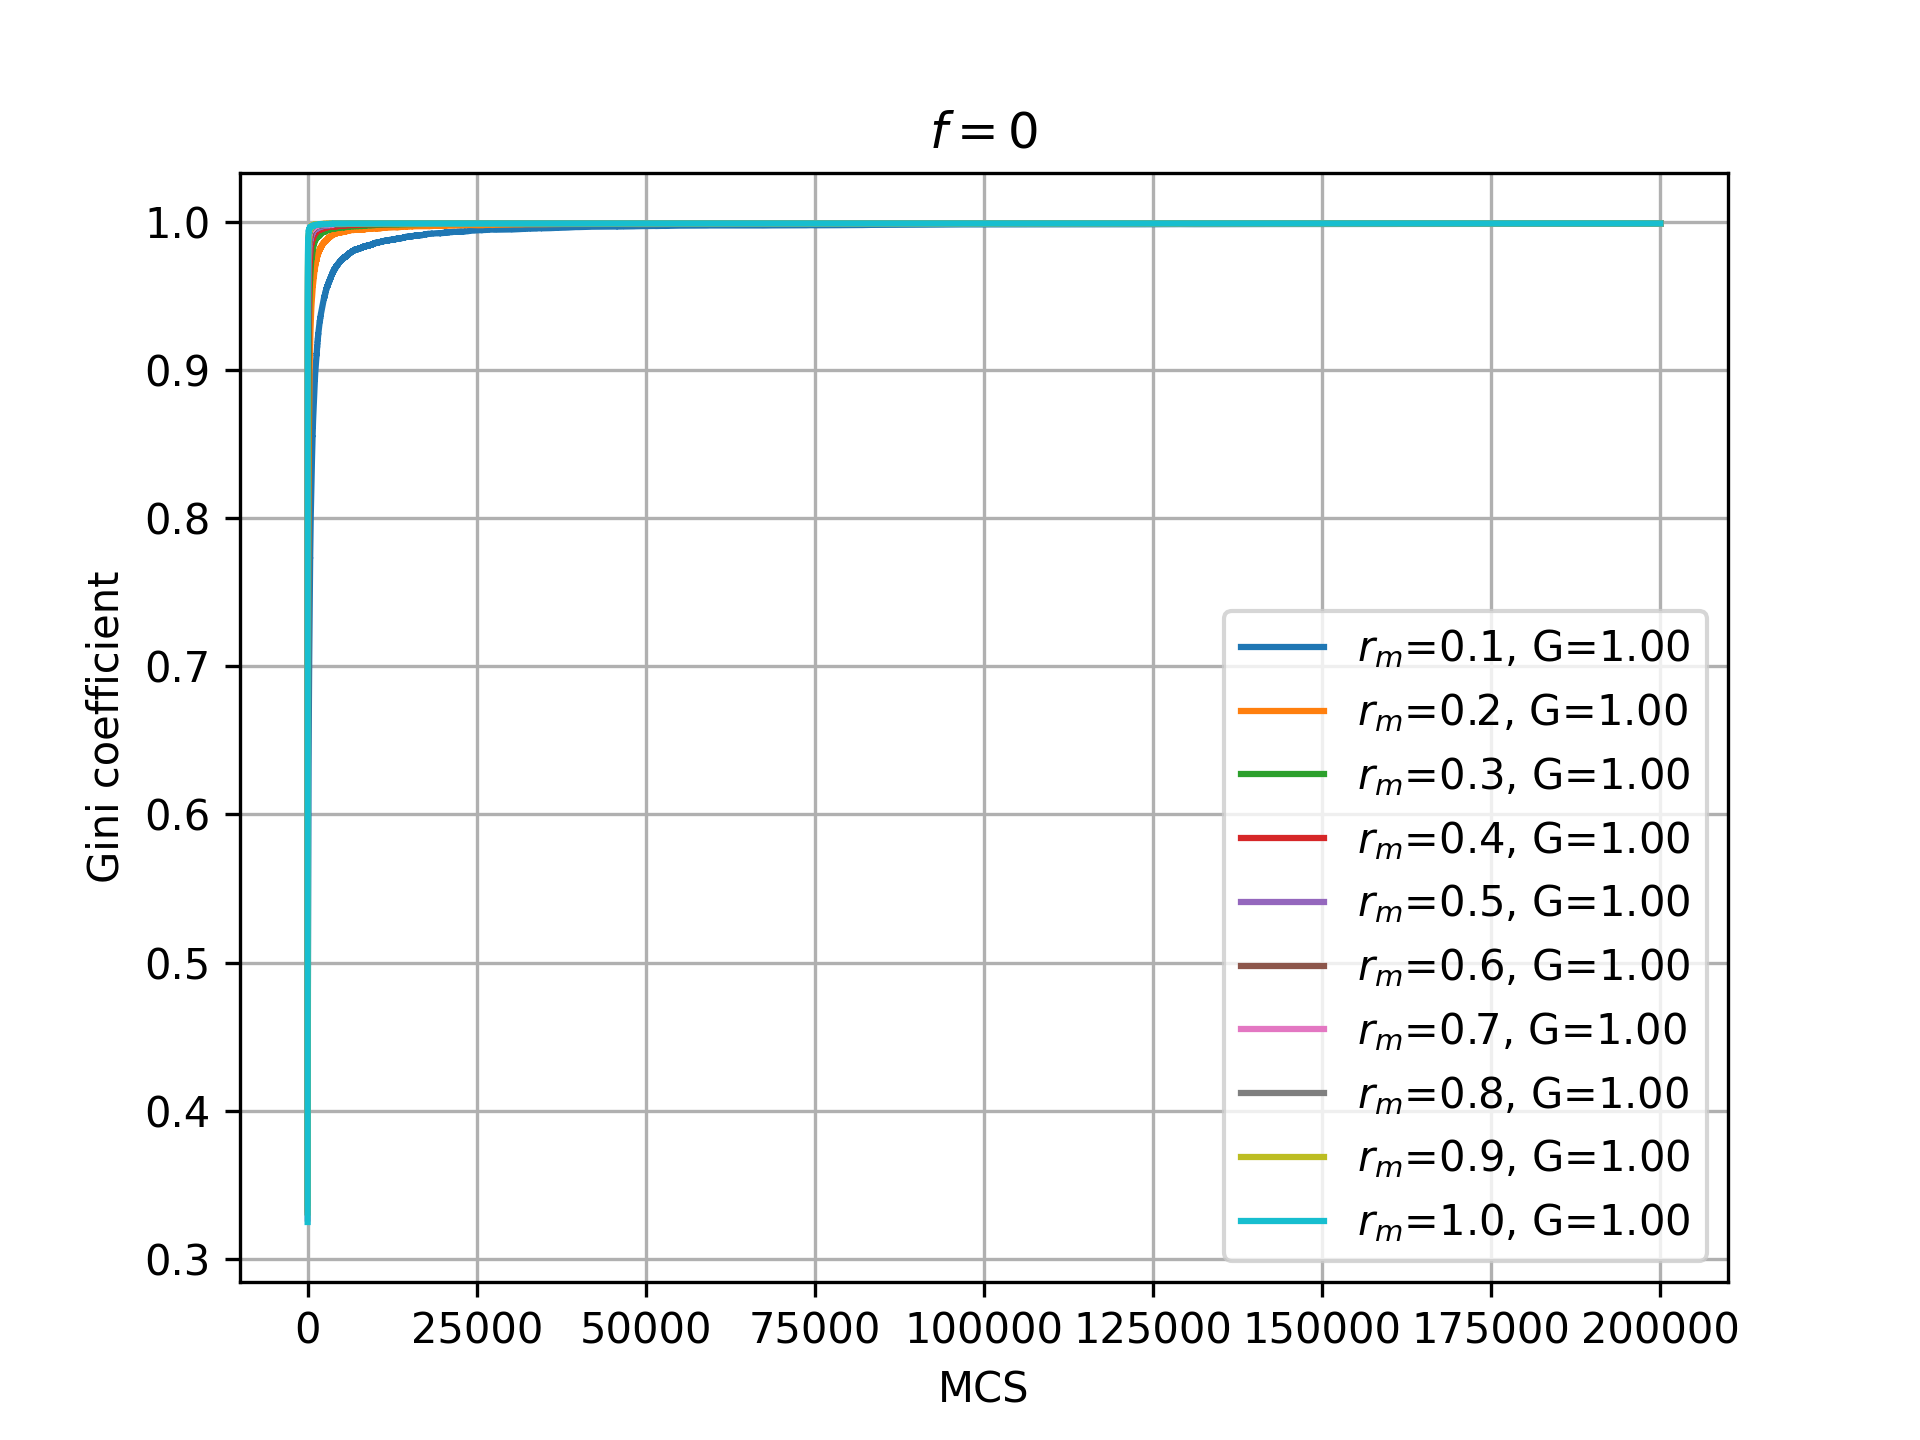 f = 0
1.0
0.9
0.8
0.7
0.6
0.5
0.4
0.3
Gini coefficient
r_m=0.1, G=1.00
r_m=0.2, G=1.00
r_m=0.3, G=1.00
r_m=0.4, G=1.00
r_m=0.5, G=1.00
r_m=0.6, G=1.00
r_m=0.7, G=1.00
r_m=0.8, G=1.00
r_m=0.9, G=1.00
r_m=1.0, G=1.00
0 25000 50000 75000 100000 125000 150000 175000 200000
MCS